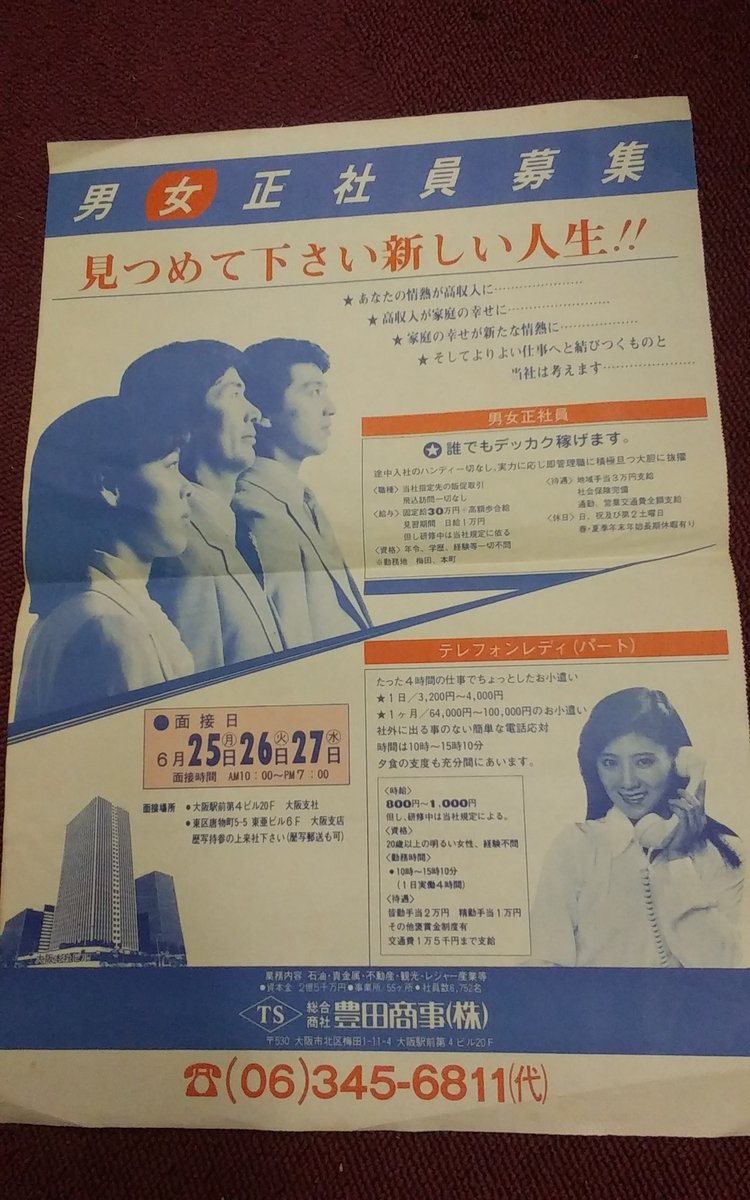 男女正社員募集
見つめて下さい新しい人生!!
★あなたの情熱が高収入に…………………
★高収入が家庭の幸せに…………………
★家庭の幸せが新たな情熱に………………
★そしてよりよい仕事へと結びつくものと
当社は考えます…………………
男女正社員
★誰でもデッカク稼げます。
途中入社のハンディー切なし、実力に応じ即管理職に積極且つ大胆に抜擢
〈職種〉当社指定先の販促取引
飛込訪問一切なし
〈給与〉固定給30万円+高額歩合給
見習期間 日給1万円
但し研修中は当社規定に依る
〈資格〉年令、学歴、経験等一切不問
※勤務地 梅田、本町
〈待遇〉地域手当3万円支給
社会保険完備
通勤、営業交通費全額支給
〈休日〉日、祝及び第2土曜日
春・夏季年末年始長期休暇有り
テレフォンレディ(パート)
たった4時間の仕事でちょっとしたお小遣い
★1日/3,200円〜4,000円
★1ヶ月/64,000円〜100,000円のお小遣い
社外に出る事のない簡単な電話応対
時間は10時〜15時10分
夕食の支度も充分間にあいます。
〈時給〉
800円〜1,000円
但し、研修中は当社規定による。
〈資格〉
20歳以上の明るい女性、経験不問
〈勤務時間〉
●10時〜15時10分
(1日実働4時間)
〈待遇〉
皆勤手当2万円 精勤手当1万円
その他褒賞金制度有
交通費1万5千円まで支給
●面接日
6月25日㊊26日㊋27日㊌
面接時間 AM10:00〜PM7:00
面接場所 ●大阪駅前第4ビル20F 大阪支社
●東区唐物町5-5 東亜ビル6F 大阪支店
歴写待参の上来社下さい(歴写郵送も可)
業務内容 石油・貴金属・不動産・観光・レジャー産業等
●資本金 2億5千万円●事業所 55ヶ所●社員数6,752名
TS 総合商社 豊田商事(株)
〒530 大阪市北区梅田1-11-4 大阪駅前第4ビル20F
☎(06)345-6811(代)